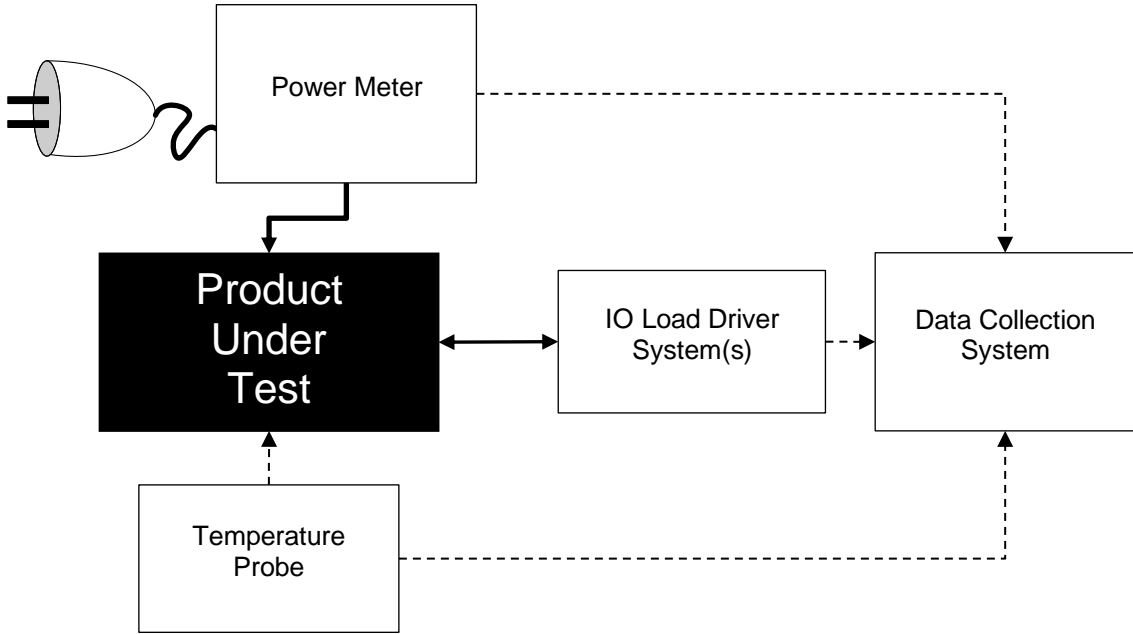 Power Meter
Product
Under
Test
IO Load Driver
System(s)
Data Collection
System
Temperature
Probe